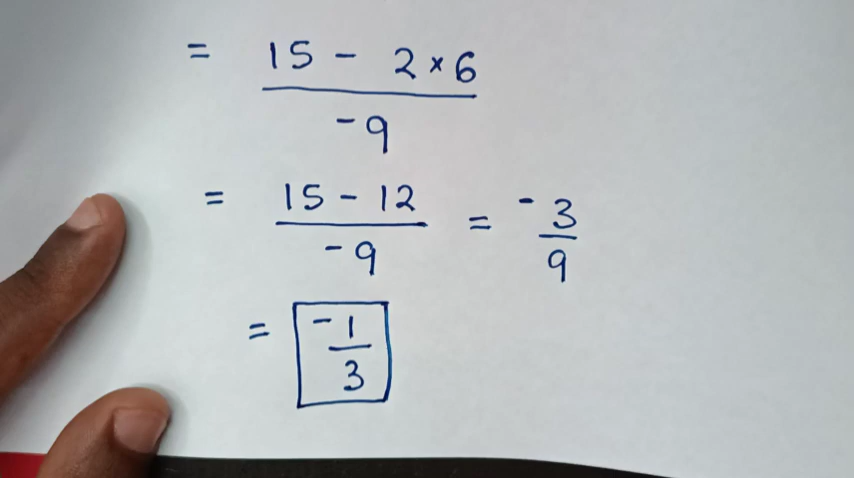 = 15 - 2 × 6
-9
= 15 - 12 = - 3
-9 9
= - 1
3